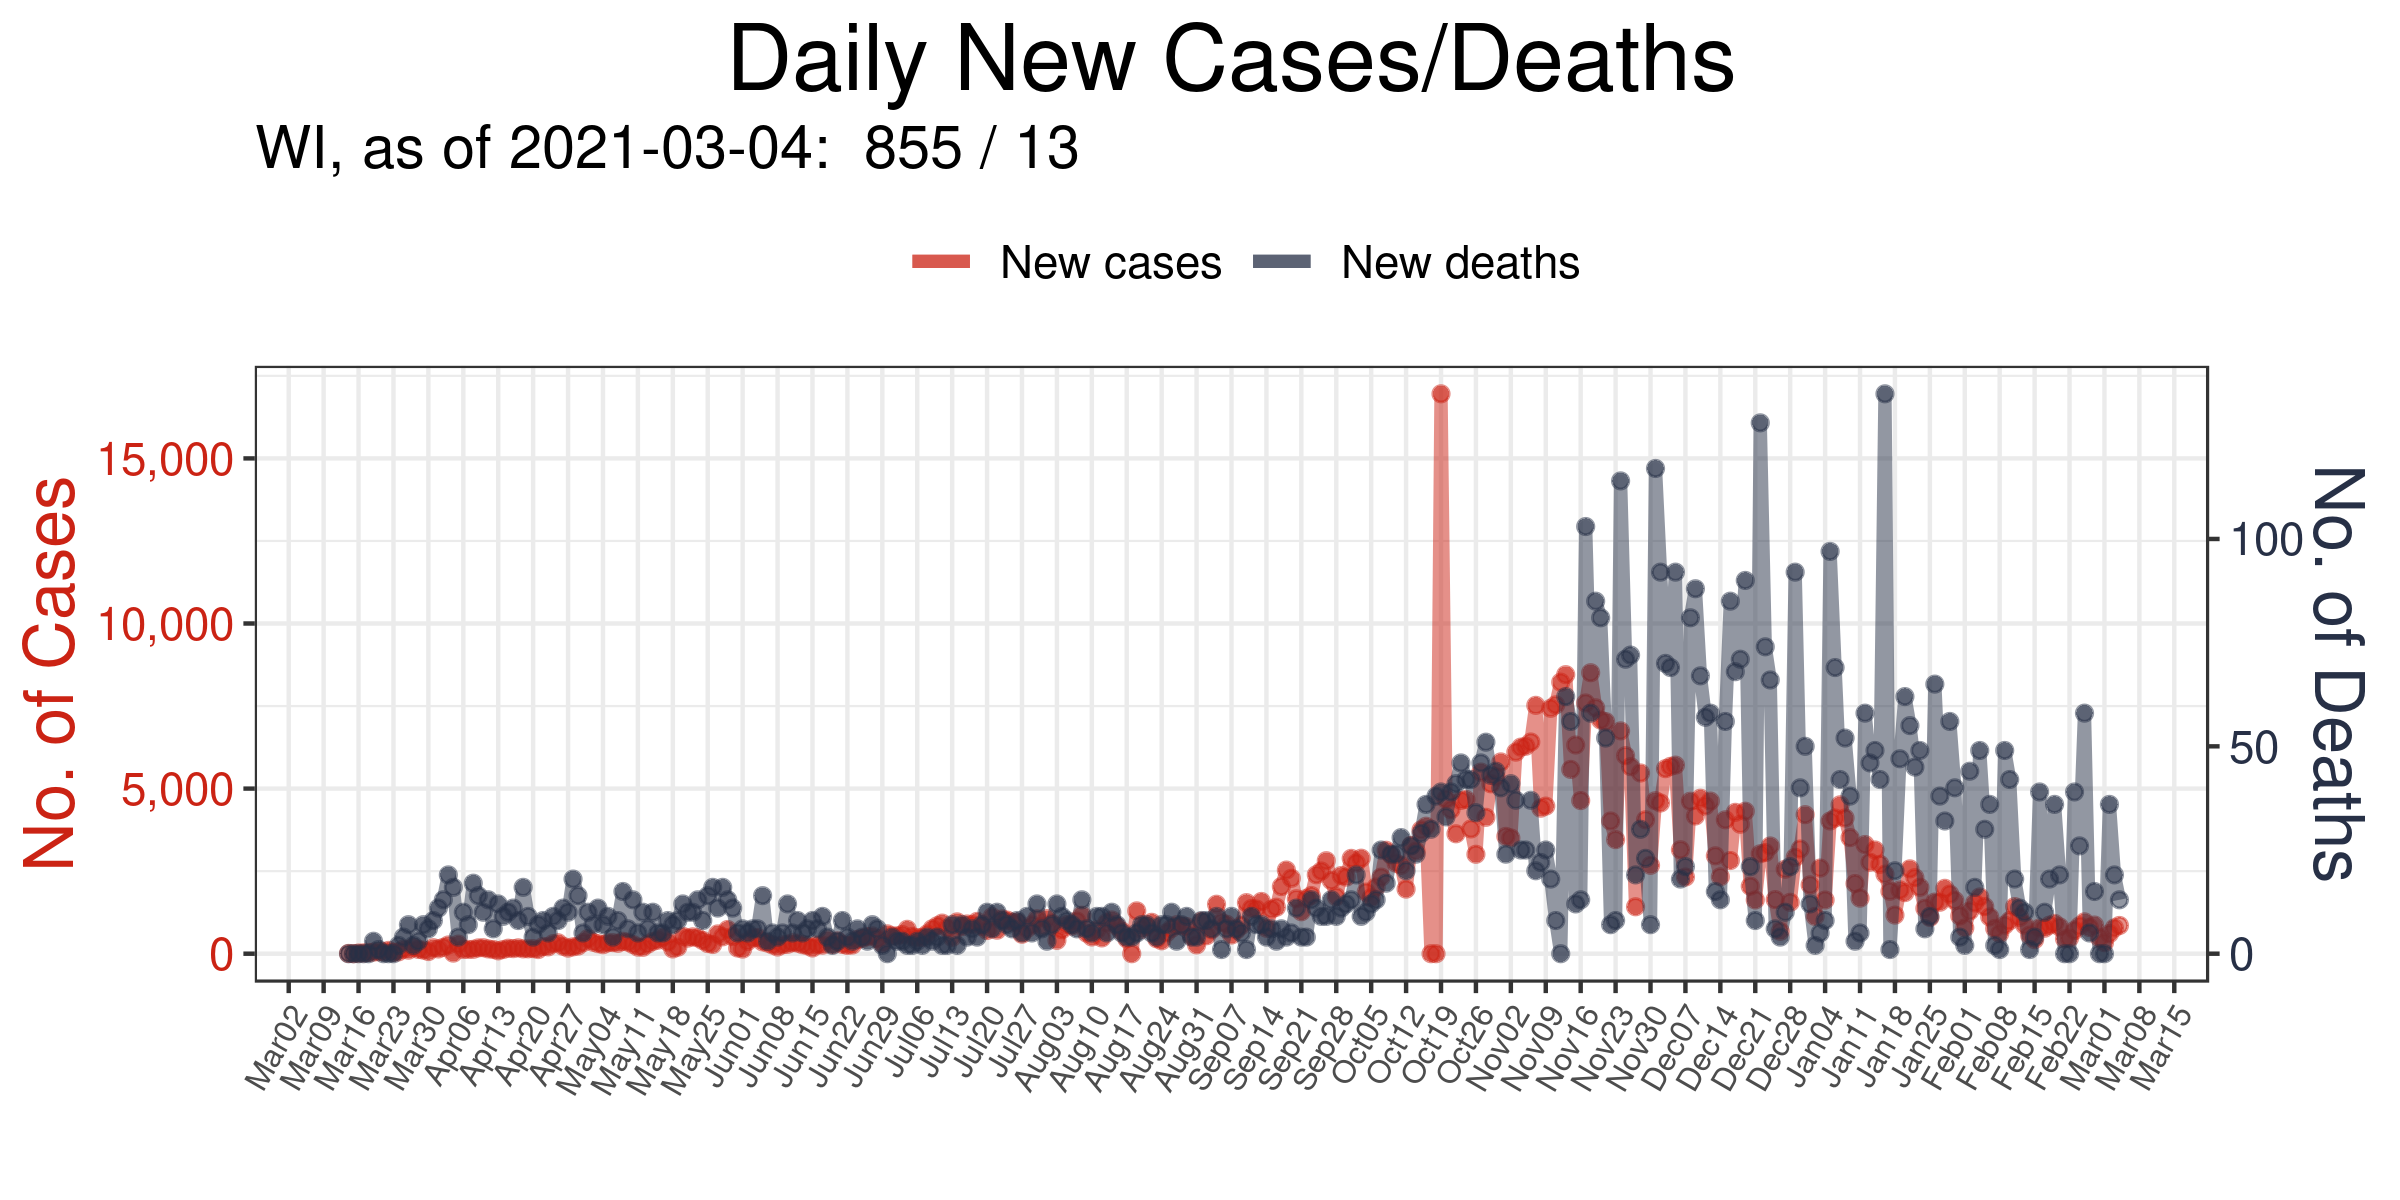 Daily New Cases/Deaths
WI, as of 2021-03-04:  855 / 13
New cases New deaths
No. of Cases
15,000
10,000
5,000
0
No. of Deaths
100
50
0
Mar02 Mar09 Mar16 Mar23 Mar30 Apr06 Apr13 Apr20 Apr27 May04 May11 May18 May25 Jun01 Jun08 Jun15 Jun22 Jun29 Jul06 Jul13 Jul20 Jul27 Aug03 Aug10 Aug17 Aug24 Aug31 Sep07 Sep14 Sep21 Sep28 Oct05 Oct12 Oct19 Oct26 Nov02 Nov09 Nov16 Nov23 Nov30 Dec07 Dec14 Dec21 Dec28 Jan04 Jan11 Jan18 Jan25 Feb01 Feb08 Feb15 Feb22 Mar01 Mar08 Mar15